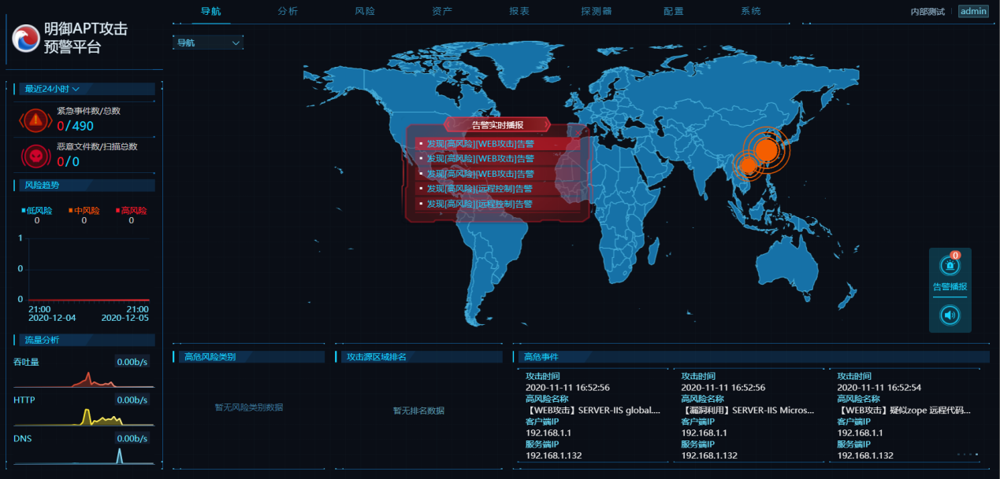 明御APT攻击
预警平台
导航
分析
风险
资产
报表
探测器
配置
系统
内部测试
admin
导航
最近24小时
紧急事件数/总数
0/490
恶意文件数/扫描总数
0/0
风险趋势
低风险
中风险
高风险
0
0
0
1
0
0
21:00
2020-12-04
21:00
2020-12-05
流量分析
吞吐量
0.00b/s
HTTP
0.00b/s
DNS
0.00b/s
告警实时播报
发现[高风险][WEB攻击]告警
发现[高风险][WEB攻击]告警
发现[高风险][WEB攻击]告警
发现[高风险][远程控制]告警
发现[高风险][远程控制]告警
0
告警播报
高危风险类别
暂无风险类别数据
攻击源区域排名
暂无排名数据
高危事件
攻击时间
2020-11-11 16:52:56
高风险名称
【WEB攻击】SERVER-IIS global....
客户端IP
192.168.1.1
服务端IP
192.168.1.132
攻击时间
2020-11-11 16:52:56
高风险名称
【漏洞利用】SERVER-IIS Micros...
客户端IP
192.168.1.1
服务端IP
192.168.1.132
攻击时间
2020-11-11 16:52:54
高风险名称
【WEB攻击】疑似zope 远程代码...
客户端IP
192.168.1.1
服务端IP
192.168.1.132